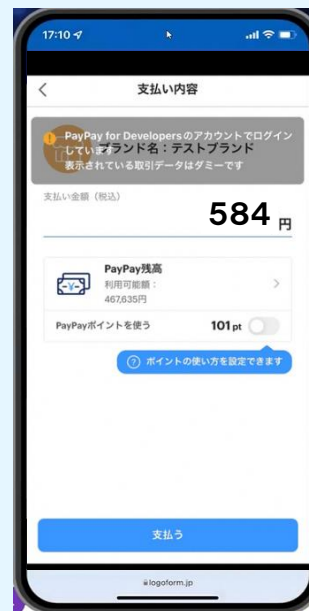 17:10
支払い内容
PayPay for Developersのアカウントでログイン
しています
ブランド名：テストブランド
表示されている取引データはダミーです
支払い金額（税込）
584 円
PayPay残高
利用可能額：
467,635円
PayPayポイントを使う 101 pt
? ポイントの使い方を設定できます
支払う
logoform.jp